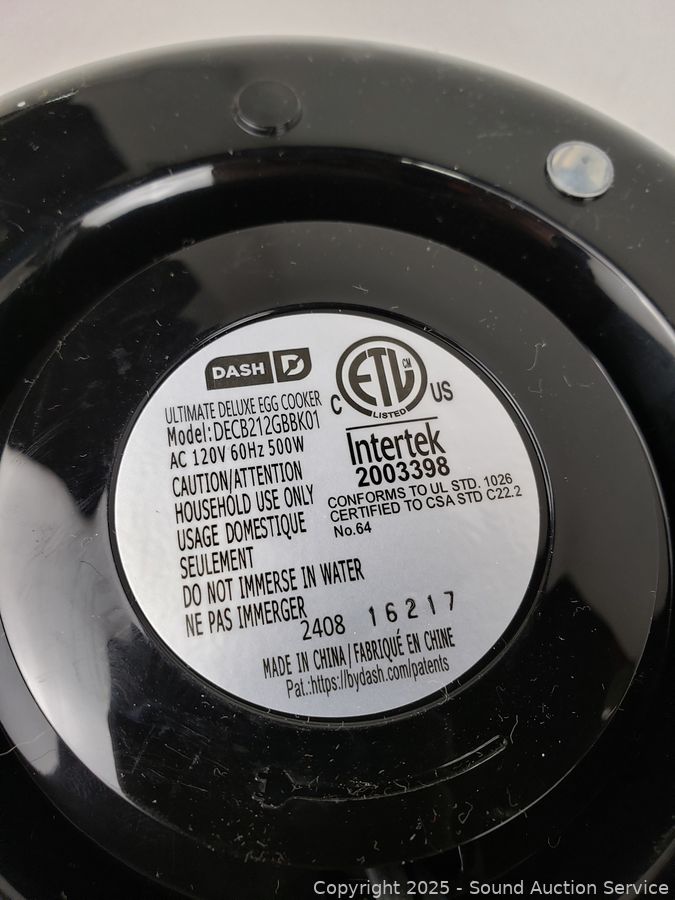 DASH D
ULTIMATE DELUXE EGG COOKER
Model: DECB212GBBK01
AC 120V 60Hz 500W
CAUTION/ATTENTION
HOUSEHOLD USE ONLY
USAGE DOMESTIQUE
SEULEMENT
DO NOT IMMERSE IN WATER
NE PAS IMMERGER
ETL CM
LISTED
C US
Intertek
2003398
CONFORMS TO UL STD. 1026
CERTIFIED TO CSA STD C22.2
No.64
2408 16217
MADE IN CHINA/FABRIQUÉ EN CHINE
Pat.:https://bydash.com/patents
Copyright 2025 - Sound Auction Service